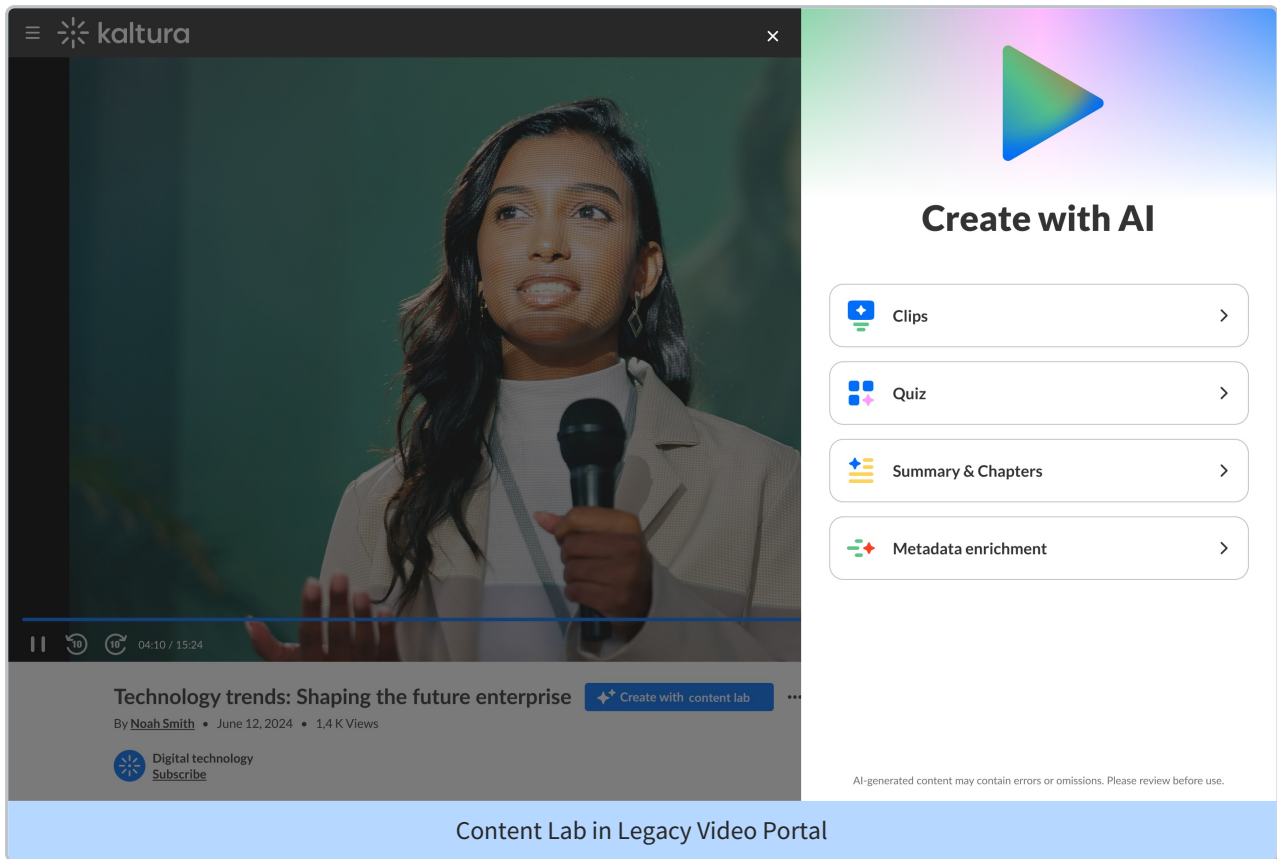 kaltura
Create with AI
Clips
Quiz
Summary & Chapters
Metadata enrichment
10 10 04:10 / 15:24
Technology trends: Shaping the future enterprise
Create with content lab
By Noah Smith • June 12, 2024 • 1,4 K Views
Digital technology
Subscribe
AI-generated content may contain errors or omissions. Please review before use.
Content Lab in Legacy Video Portal